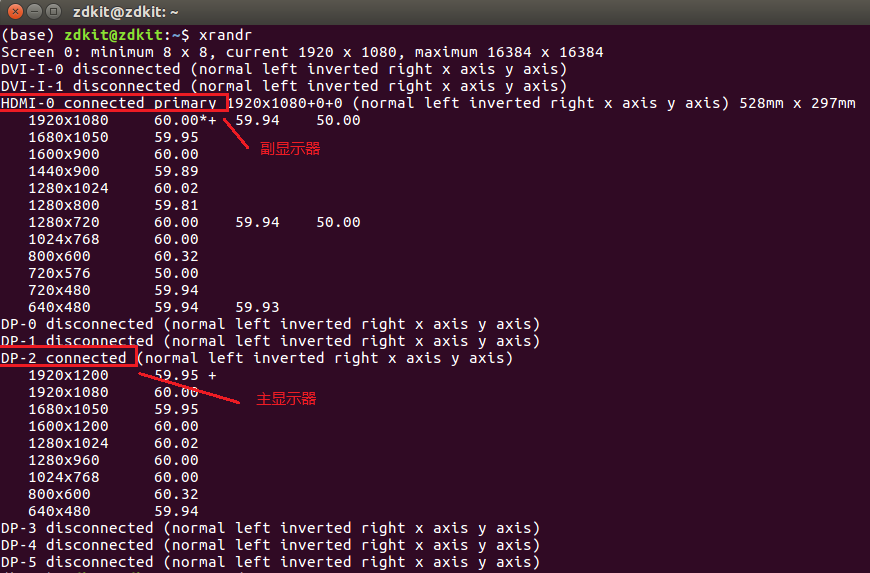 zdkit@zdkit: ~
(base) zdkit@zdkit:~$ xrandr
Screen 0: minimum 8 x 8, current 1920 x 1080, maximum 16384 x 16384
DVI-I-0 disconnected (normal left inverted right x axis y axis)
DVI-I-1 disconnected (normal left inverted right x axis y axis)
HDMI-0 connected primary 1920x1080+0+0 (normal left inverted right x axis y axis) 528mm x 297mm
1920x1080 60.00*+ 59.94 50.00
1680x1050 59.95
副显示器
1600x900 60.00
1440x900 59.89
1280x1024 60.02
1280x800 59.81
1280x720 60.00 59.94 50.00
1024x768 60.00
800x600 60.32
720x576 50.00
720x480 59.94
640x480 59.94 59.93
DP-0 disconnected (normal left inverted right x axis y axis)
DP-1 disconnected (normal left inverted right x axis y axis)
DP-2 connected (normal left inverted right x axis y axis)
1920x1200 59.95 +
1920x1080 60.00
主显示器
1680x1050 59.95
1600x1200 60.00
1280x1024 60.02
1280x960 60.00
1024x768 60.00
800x600 60.32
640x480 59.94
DP-3 disconnected (normal left inverted right x axis y axis)
DP-4 disconnected (normal left inverted right x axis y axis)
DP-5 disconnected (normal left inverted right x axis y axis)